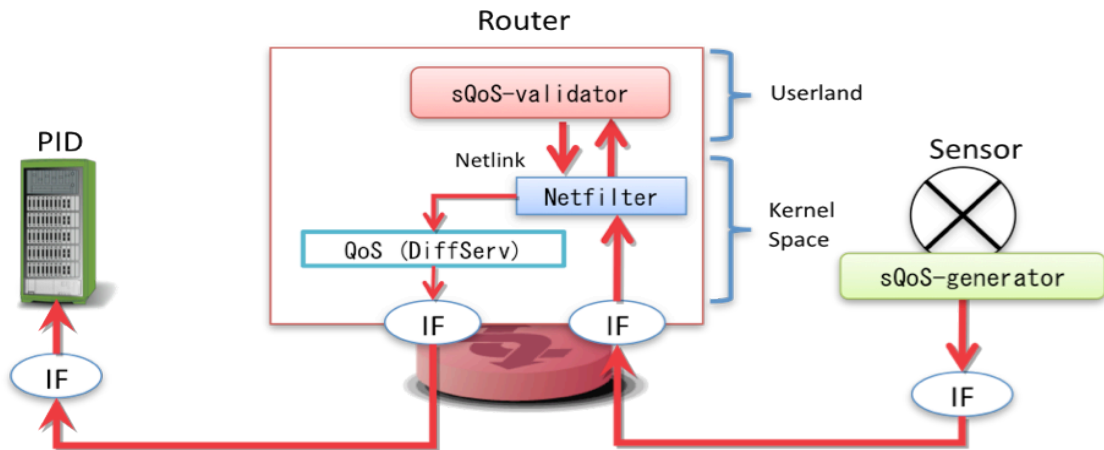 Router
sQoS-validator
Userland
PID
Netlink
Sensor
Netfilter
Kernel
Space
QoS (DiffServ)
sQoS-generator
IF
IF
IF
IF